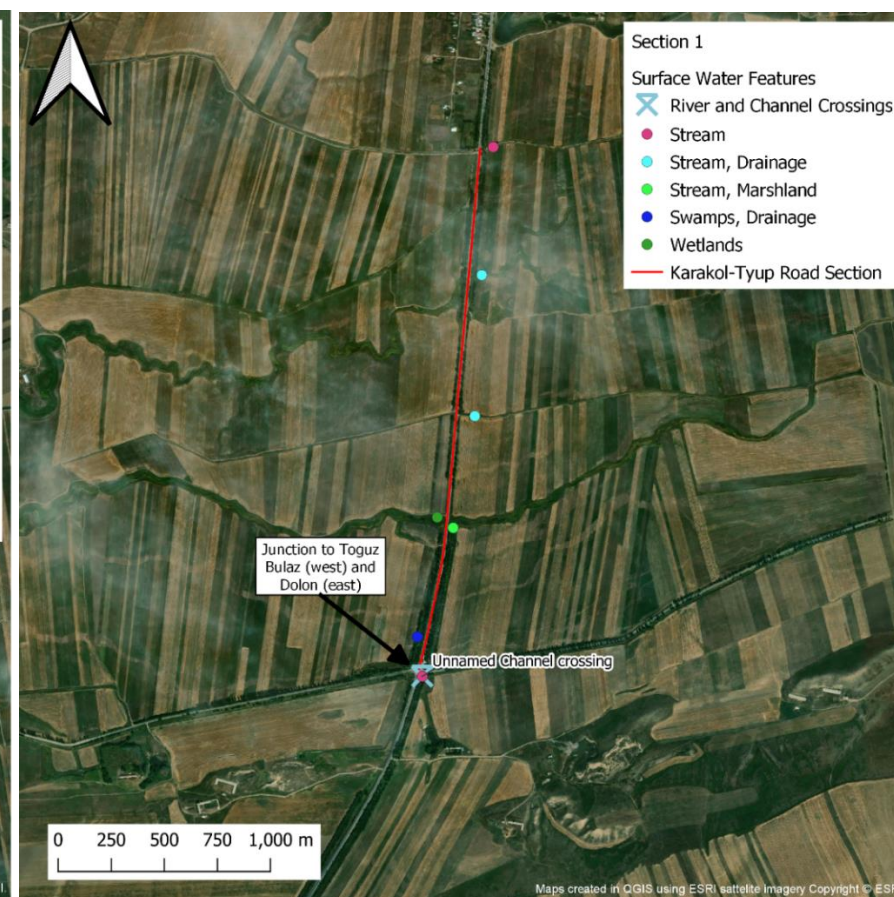 Section 1
Surface Water Features
River and Channel Crossings
Stream
Stream, Drainage
Stream, Marshland
Swamps, Drainage
Wetlands
Karakol-Tyup Road Section
Junction to Toguz
Bulaz (west) and
Dolon (east)
Unnamed Channel crossing
0 250 500 750 1,000 m
Maps created in QGIS using ESRI sattelite imagery Copyright © ESR